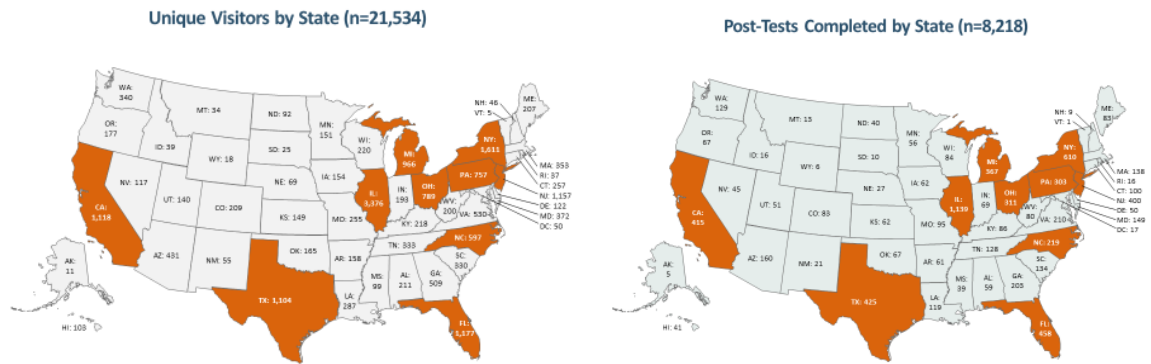 Unique Visitors by State (n=21,534)
WA:
340
OR:
177
CA:
1,118
NV: 117
ID: 39
MT: 34
WY: 18
UT: 140
AZ: 431
CO: 209
NM: 55
ND: 92
SD: 25
NE: 69
KS: 149
OK: 165
TX: 1,104
MN:
151
IA: 154
MO: 255
AR: 158
LA:
287
WI:
220
IL:
3,376
MI:
966
IN:
193
OH:
789
KY: 218
TN: 333
MS:
99
AL:
211
GA:
509
FL:
1,177
SC:
330
NC: 597
VA: 530
WV:
200
PA: 757
NY:
1,611
ME:
207
NH: 46
VT: 5
MA: 353
RI: 37
CT: 257
NJ: 1,157
DE: 122
MD: 372
DC: 50
AK:
11
HI: 103
Post-Tests Completed by State (n=8,218)
WA:
129
OR:
67
CA:
415
NV: 45
ID: 16
MT: 13
WY: 6
UT: 51
AZ: 160
CO: 83
NM: 21
ND: 40
SD: 10
NE: 27
KS: 62
OK: 67
TX: 425
MN:
56
IA: 62
MO: 95
AR: 61
LA:
119
WI:
84
IL:
1,139
MI:
367
IN:
69
OH:
311
KY: 86
TN: 128
MS:
39
AL:
59
GA:
203
FL:
458
SC:
134
NC: 219
VA: 210
WV:
80
PA: 303
NY:
610
ME:
83
NH: 9
VT: 1
MA: 138
RI: 16
CT: 100
NJ: 400
DE: 50
MD: 149
DC: 17
AK:
5
HI: 41